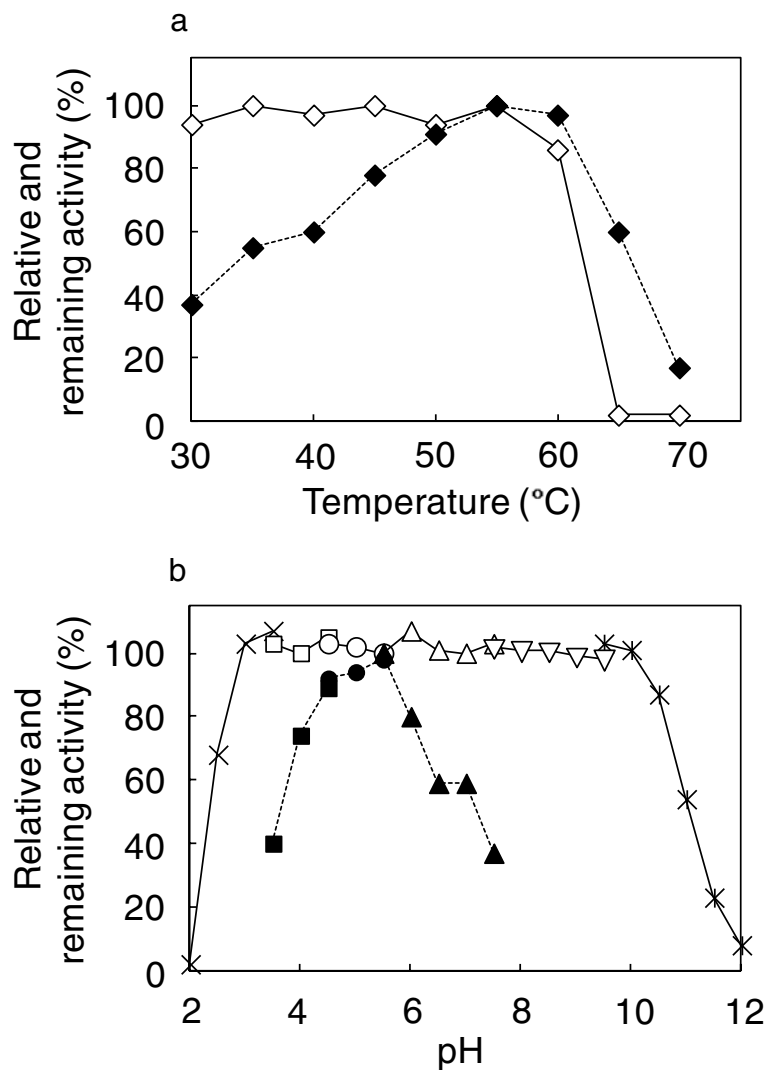 a
Relative and
remaining activity (%)
100
80
60
40
20
0
30 40 50 60 70
Temperature (°C)
b
Relative and
remaining activity (%)
100
80
60
40
20
0
2 4 6 8 10 12
pH